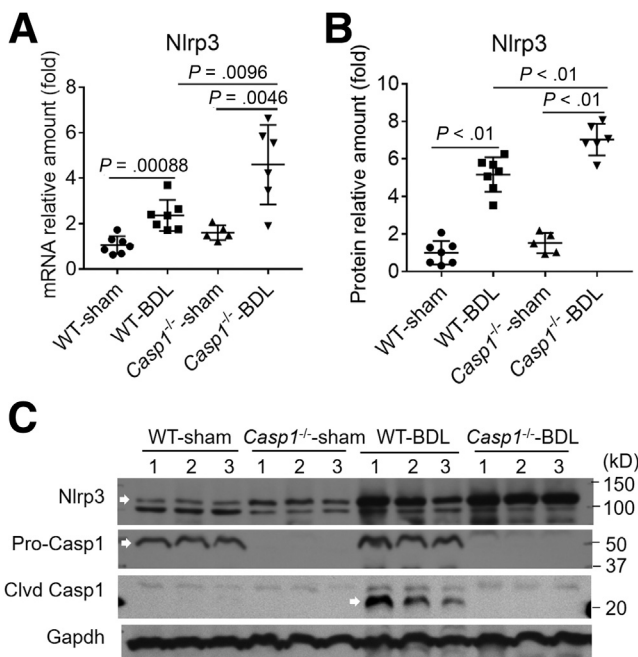 A
Nlrp3
mRNA relative amount (fold)
8
6
4
2
0
P = .0096
P = .0046
P = .00088
WT-sham
WT-BDL
Casp1-/--sham
Casp1-/--BDL
B
Nlrp3
Protein relative amount (fold)
10
8
6
4
2
0
P < .01
P < .01
P < .01
WT-sham
WT-BDL
Casp1-/--sham
Casp1-/--BDL
C
WT-sham Casp1-/--sham WT-BDL Casp1-/--BDL
1 2 3 1 2 3 1 2 3 1 2 3 (kD)
Nlrp3 150
100
Pro-Casp1 50
37
Clvd Casp1 20
Gapdh